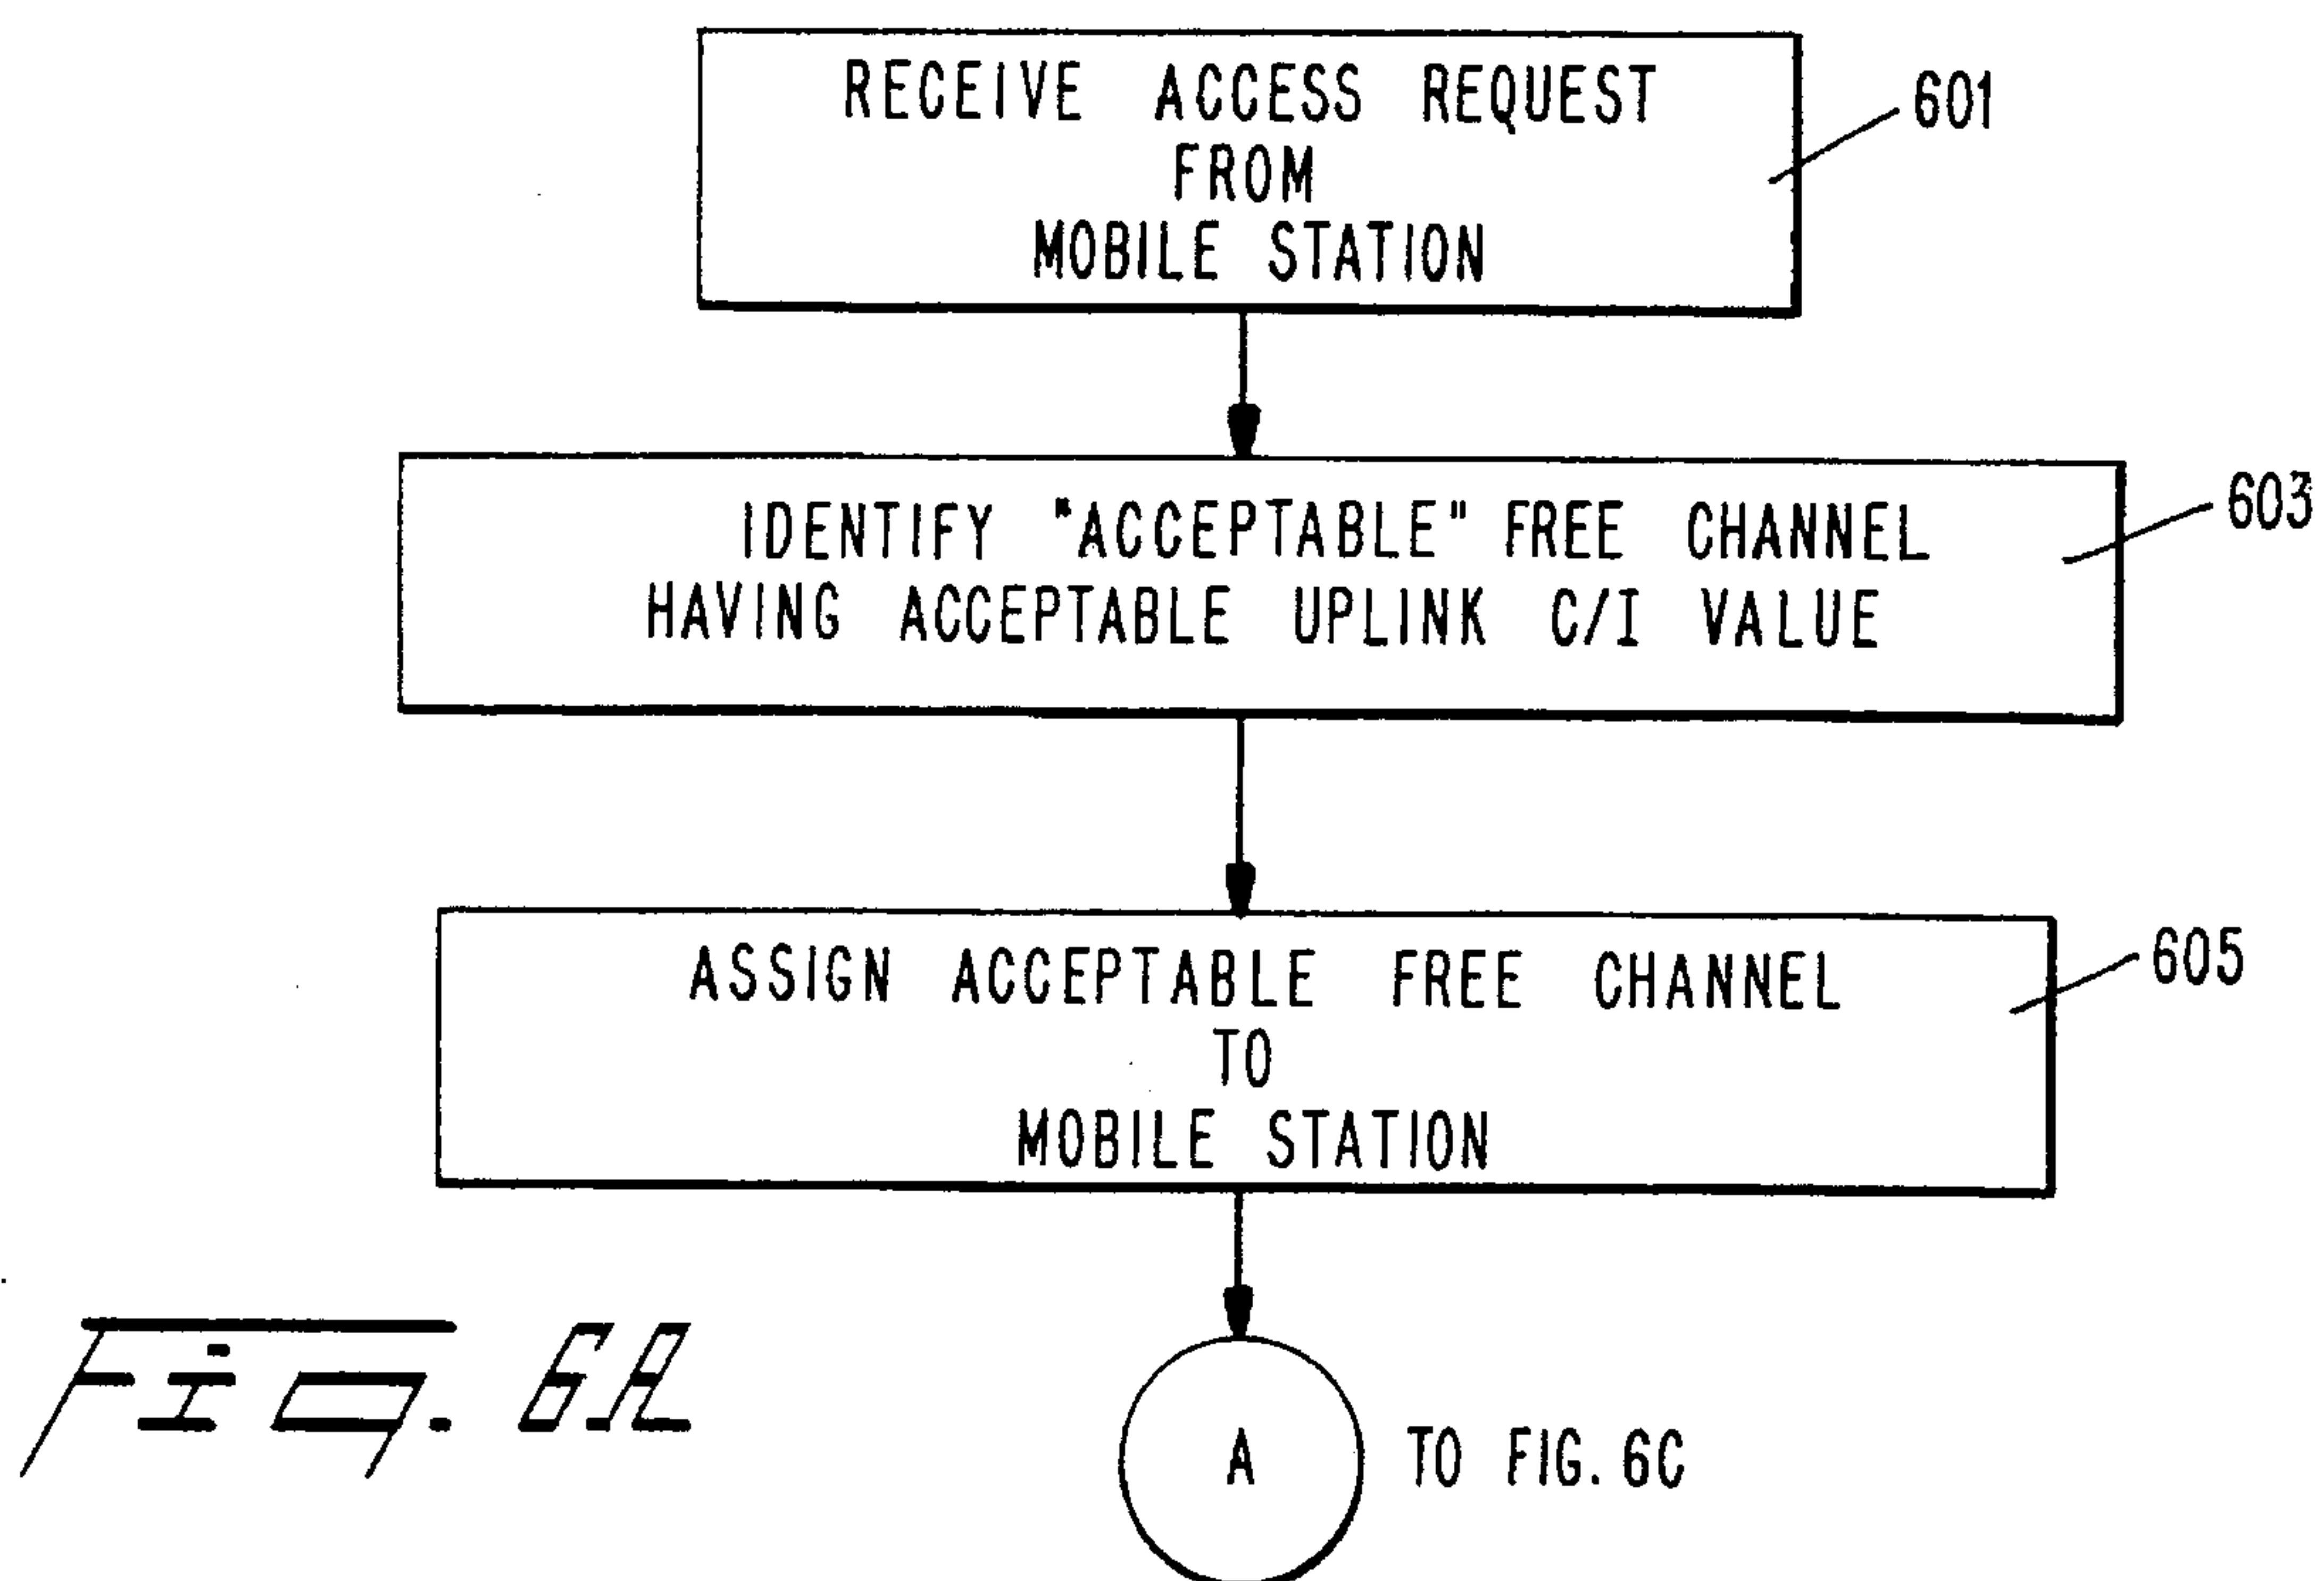 RECEIVE ACCESS REQUEST
FROM
MOBILE STATION
601
IDENTIFY "ACCEPTABLE" FREE CHANNEL
HAVING ACCEPTABLE UPLINK C/I VALUE
603
ASSIGN ACCEPTABLE FREE CHANNEL
TO
MOBILE STATION
605
A TO FIG. 6C
Fig. 6A